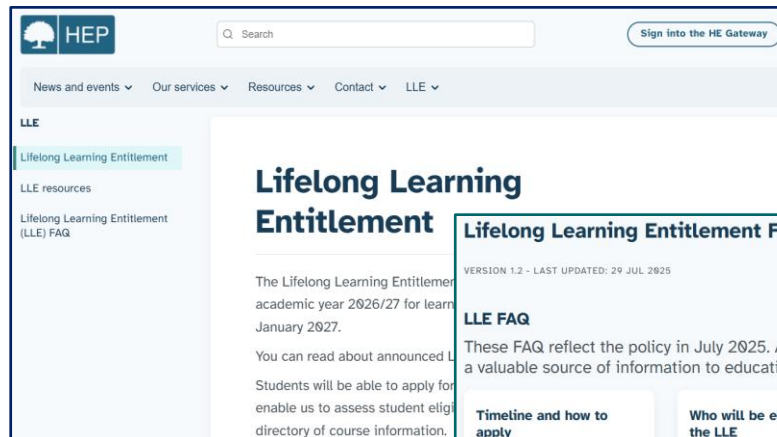 HEP
Search
Sign into the HE Gateway
News and events
Our services
Resources
Contact
LLE
LLE
Lifelong Learning Entitlement
LLE resources
Lifelong Learning Entitlement
(LLE) FAQ
Lifelong Learning
Entitlement
The Lifelong Learning
academic year 2026/27 for
January 2027.
You can read about announced
Students will be able to apply for
enable us to assess student
directory of course information.
Lifelong Learning Entitlement
VERSION 1.2 - LAST UPDATED: 29 JUL 2025
LLE FAQ
These FAQ reflect the policy in July 2025.
a valuable source of information to
Timeline and how to
apply
Who will be
the LLE